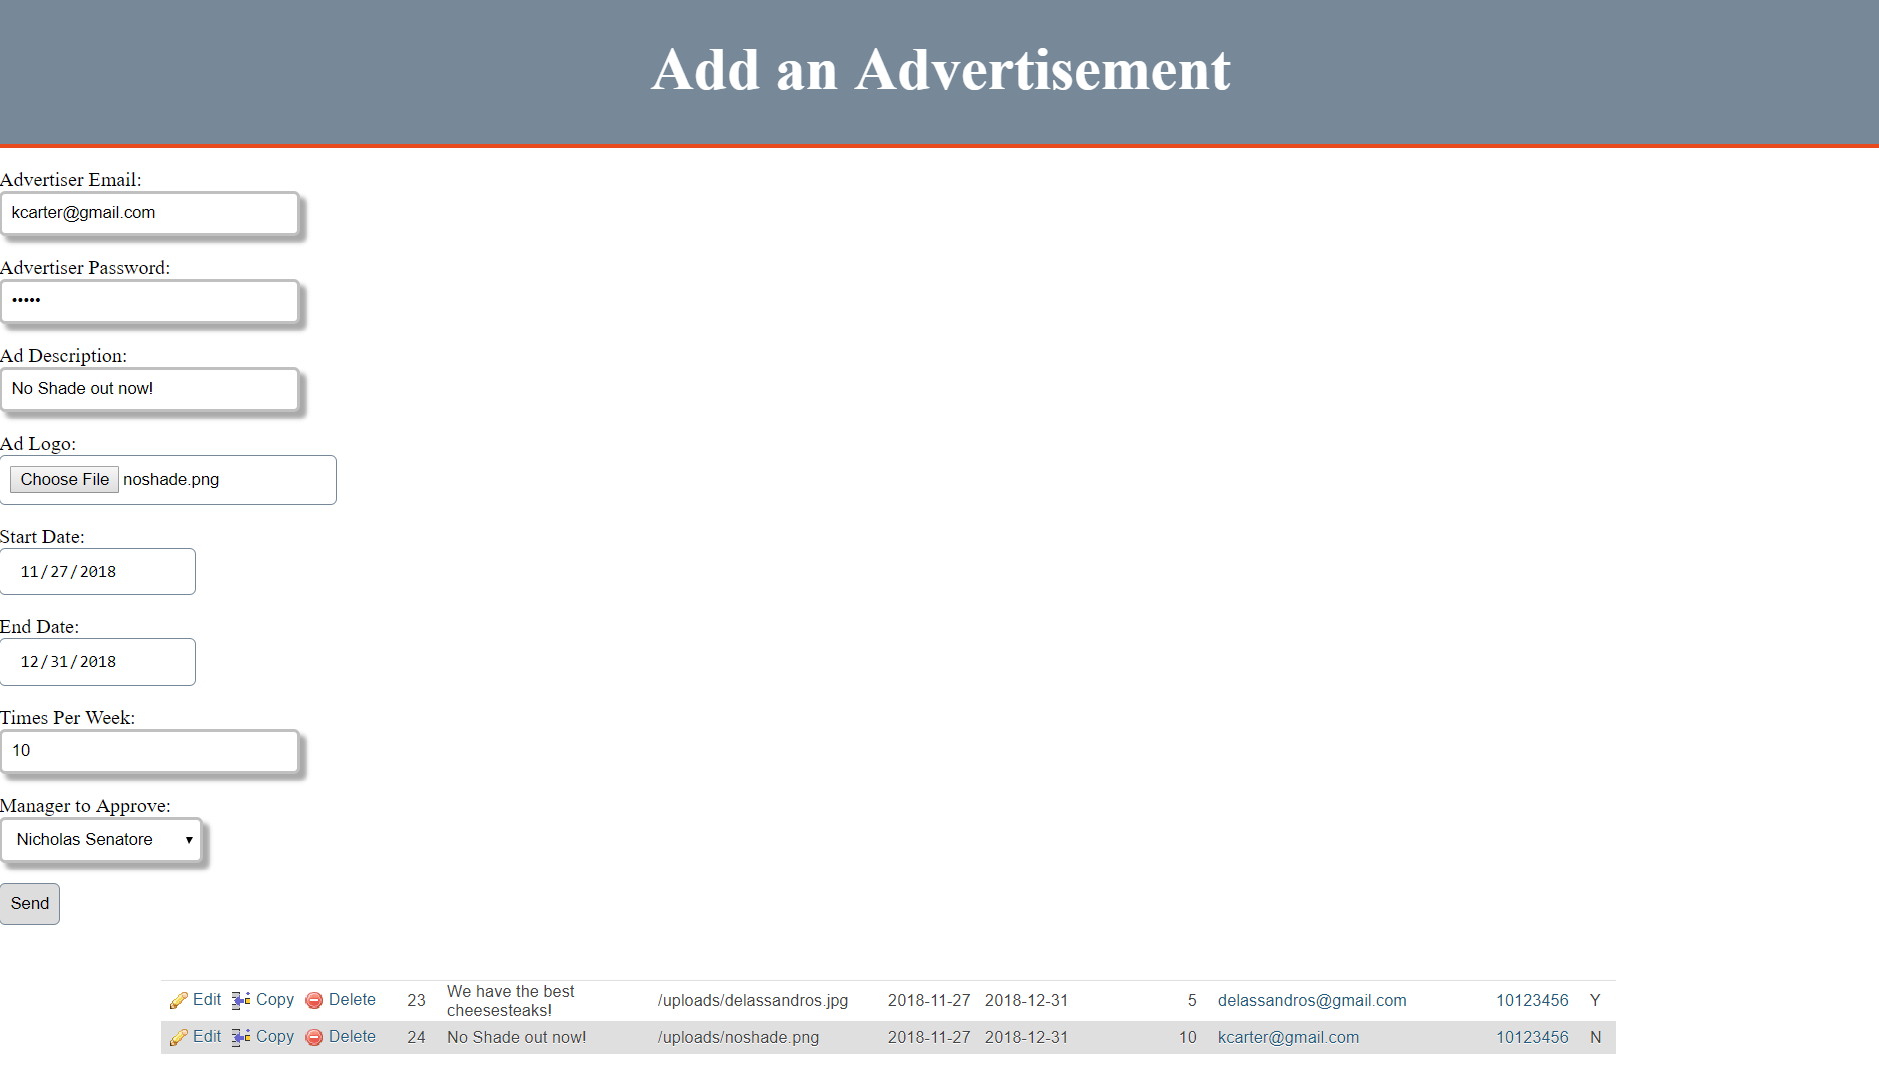 Add an Advertisement
Advertiser Email:
kcarter@gmail.com
Advertiser Password:
•••••
Ad Description:
No Shade out now!
Ad Logo:
Choose File noshade.png
Start Date:
11/27/2018
End Date:
12/31/2018
Times Per Week:
10
Manager to Approve:
Nicholas Senatore
Send
Edit Copy Delete 23 We have the best cheesesteaks! /uploads/delassandros.jpg 2018-11-27 2018-12-31 5 delassandros@gmail.com 10123456 Y
Edit Copy Delete 24 No Shade out now! /uploads/noshade.png 2018-11-27 2018-12-31 10 kcarter@gmail.com 10123456 N